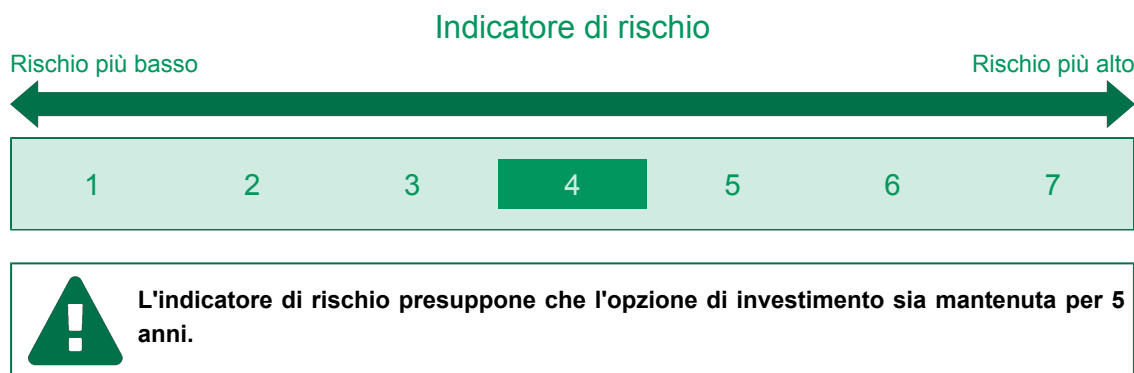 Indicatore di rischio
Rischio più basso Rischio più alto
1 2 3 4 5 6 7
L'indicatore di rischio presuppone che l'opzione di investimento sia mantenuta per 5
anni.